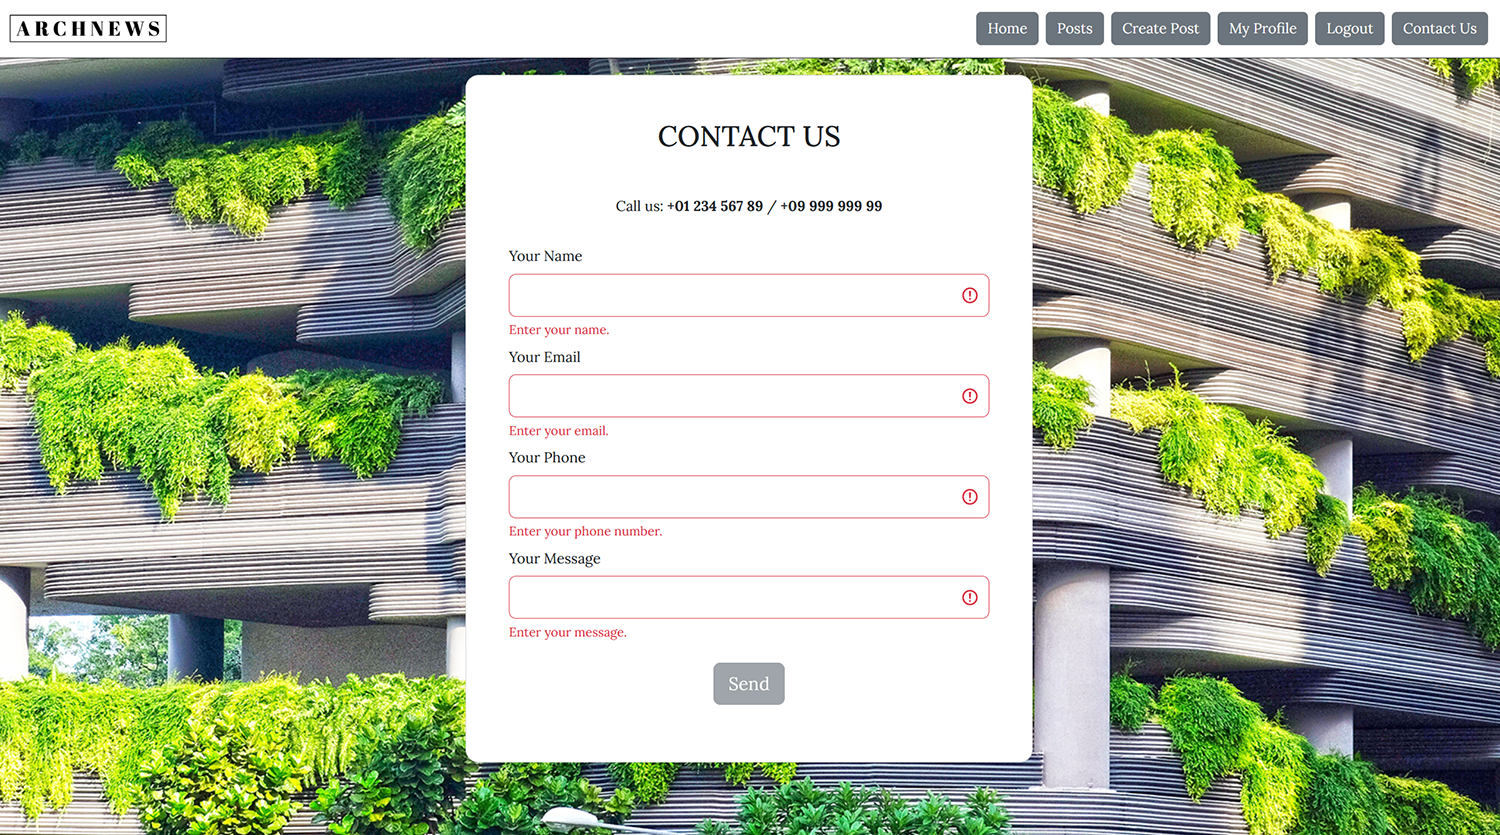 ARCHNEWS
Home Posts Create Post My Profile Logout Contact Us
CONTACT US
Call us: +01 234 567 89 / +09 999 999 99
Your Name
Enter your name.
Your Email
Enter your email.
Your Phone
Enter your phone number.
Your Message
Enter your message.
Send